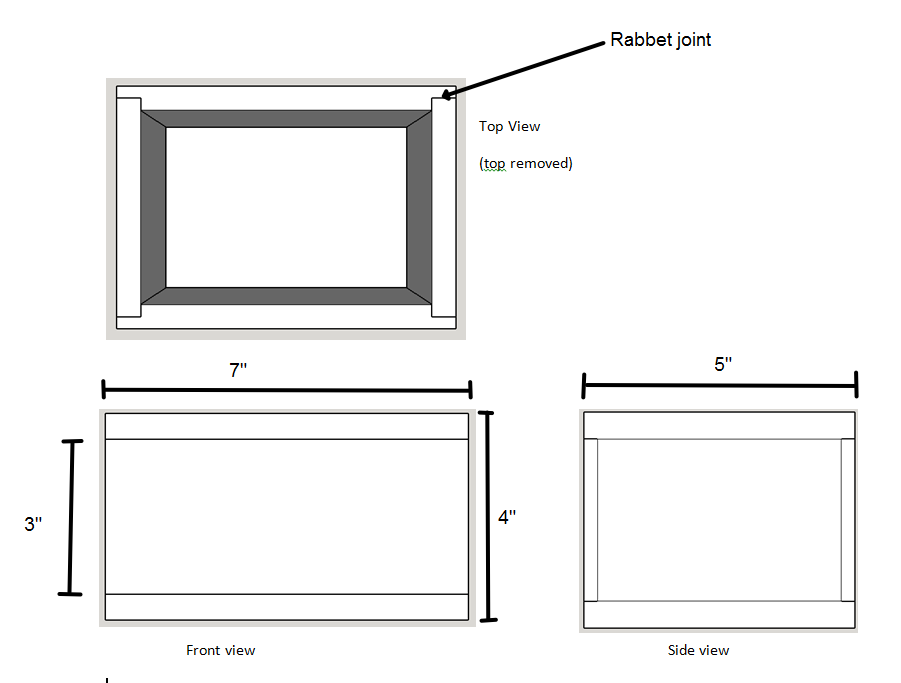 Rabbet joint
Top View
(top removed)
7"
5"
3"
4"
Front view
Side view